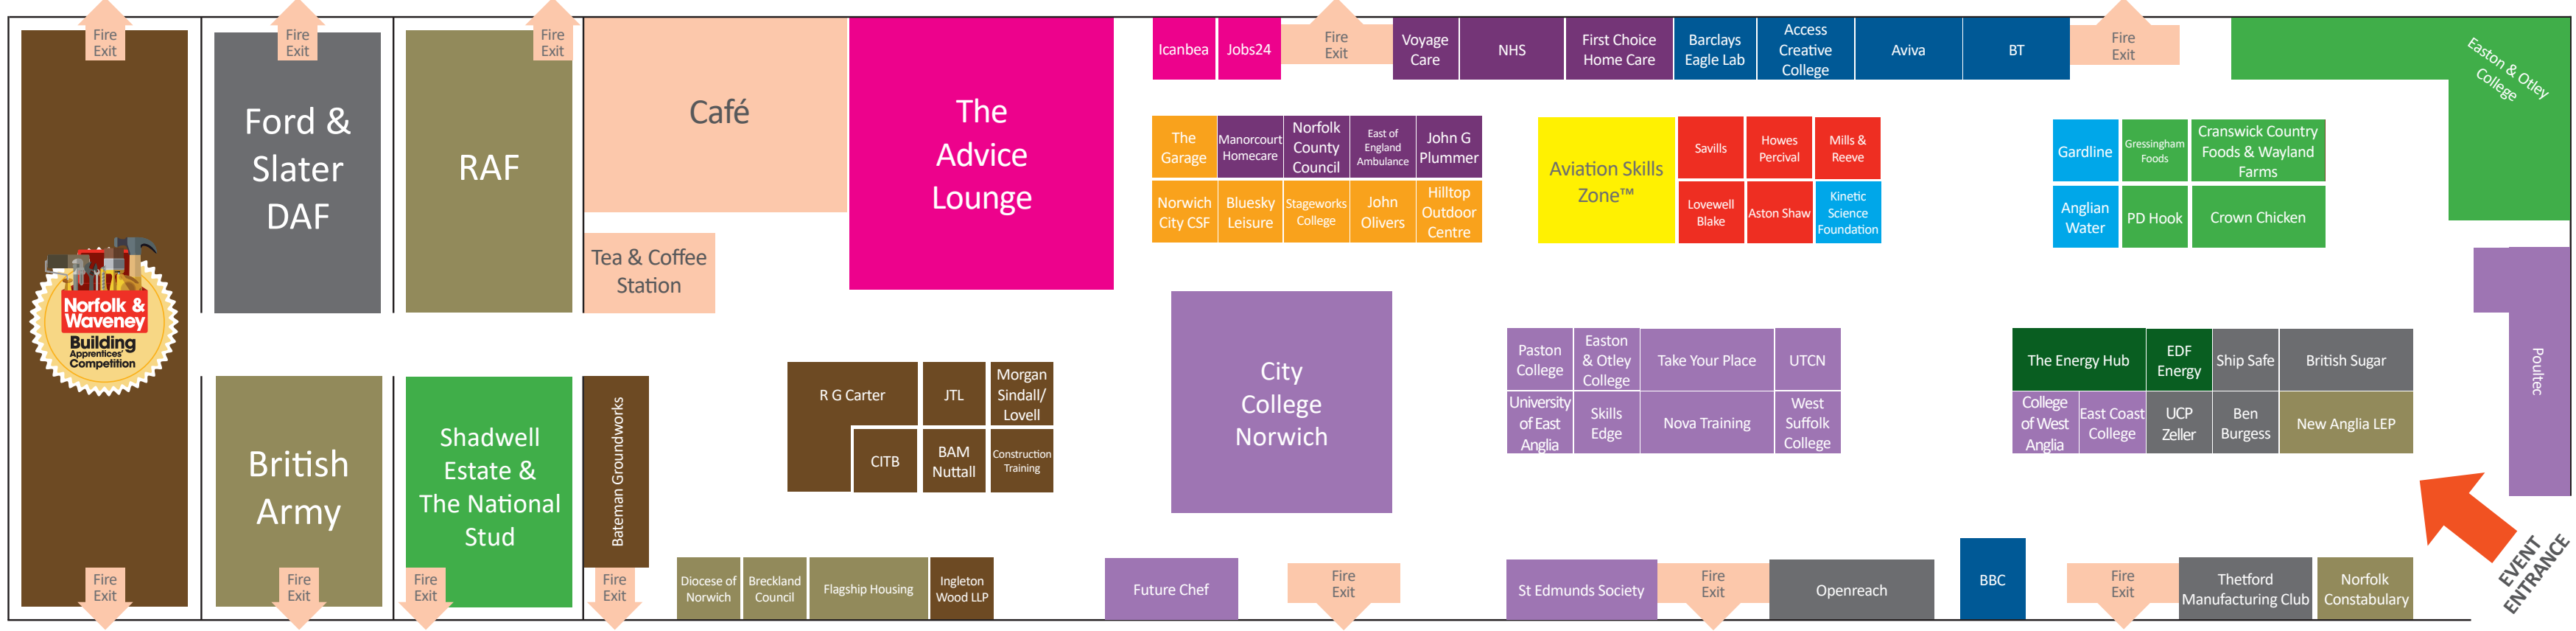 Fire
Exit
Fire
Exit
Fire
Exit
Café
The
Advice
Lounge
Icanbea
Jobs24
Fire
Exit
Voyage
Care
NHS
First Choice
Home Care
Barclays
Eagle Lab
Access
Creative
College
Aviva
BT
Fire
Exit
Easton & Otley
College
Ford &
Slater
DAF
RAF
Tea & Coffee
Station
The
Garage
Manorcourt
Homecare
Norfolk
County
Council
East of
England
Ambulance
John G
Plummer
Norwich
City CSF
Bluesky
Leisure
Stageworks
College
John
Olivers
Hilltop
Outdoor
Centre
Aviation Skills
Zone™
Savills
Howes
Percival
Mills &
Reeve
Lovewell
Blake
Aston Shaw
Kinetic
Science
Foundation
Gardline
Gressingham
Foods
Cranswick Country
Foods & Wayland
Farms
Anglian
Water
PD Hook
Crown Chicken
Norfolk &
Waveney
Building
Apprentices'
Competition
British
Army
Shadwell
Estate &
The National
Stud
Bateman Groundworks
R G Carter
JTL
Morgan
Sindall/
Lovell
CITB
BAM
Nuttall
Construction
Training
City
College
Norwich
Paston
College
Easton
& Otley
College
Take Your Place
UTCN
University
of East
Anglia
Skills
Edge
Nova Training
West
Suffolk
College
The Energy Hub
EDF
Energy
Ship Safe
British Sugar
College
of West
Anglia
East Coast
College
UCP
Zeller
Ben
Burgess
New Anglia LEP
Poultec
Fire
Exit
Fire
Exit
Fire
Exit
Fire
Exit
Diocese of
Norwich
Breckland
Council
Flagship Housing
Ingleton
Wood LLP
Future Chef
Fire
Exit
St Edmunds Society
Fire
Exit
Openreach
BBC
Fire
Exit
Thetford
Manufacturing Club
Norfolk
Constabulary
EVENT
ENTRANCE